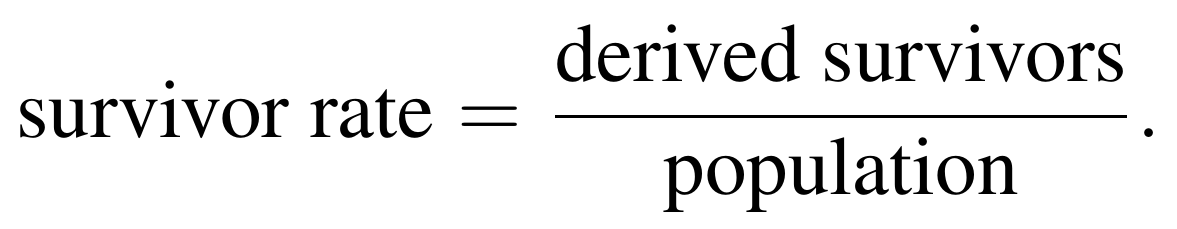 survivor rate = derived survivors
population.